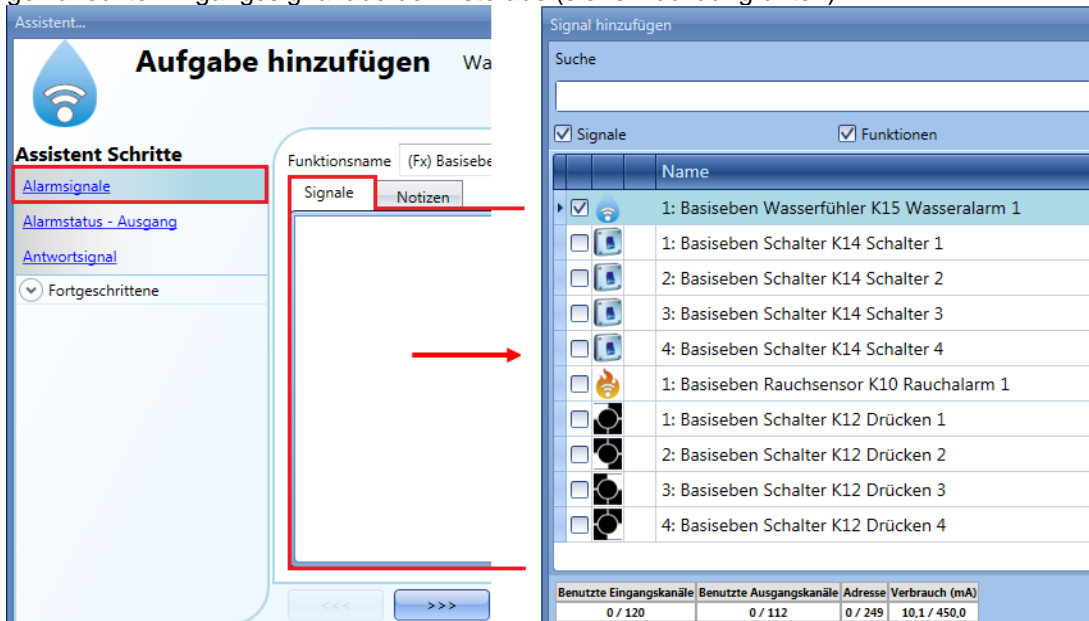 Assistent...
Aufgabe hinzufügen Wa
Assistent Schritte
Alarmsignale
Alarmstatus - Ausgang
Antwortsignal
Fortgeschrittene
Funktionsname (Fx) Basisebe
Signale Notizen
<<< >>>
Signal hinzufügen
Suche
Signale Funktionen
Name
1: Basiseben Wasserfühler K15 Wasseralarm 1
1: Basiseben Schalter K14 Schalter 1
2: Basiseben Schalter K14 Schalter 2
3: Basiseben Schalter K14 Schalter 3
4: Basiseben Schalter K14 Schalter 4
1: Basiseben Rauchsensor K10 Rauchalarm 1
1: Basiseben Schalter K12 Drücken 1
2: Basiseben Schalter K12 Drücken 2
3: Basiseben Schalter K12 Drücken 3
4: Basiseben Schalter K12 Drücken 4
Benutzte Eingangskanäle Benutzte Ausgangskanäle Adresse Verbrauch (mA)
0 / 120 0 / 112 0 / 249 10,1 / 450,0